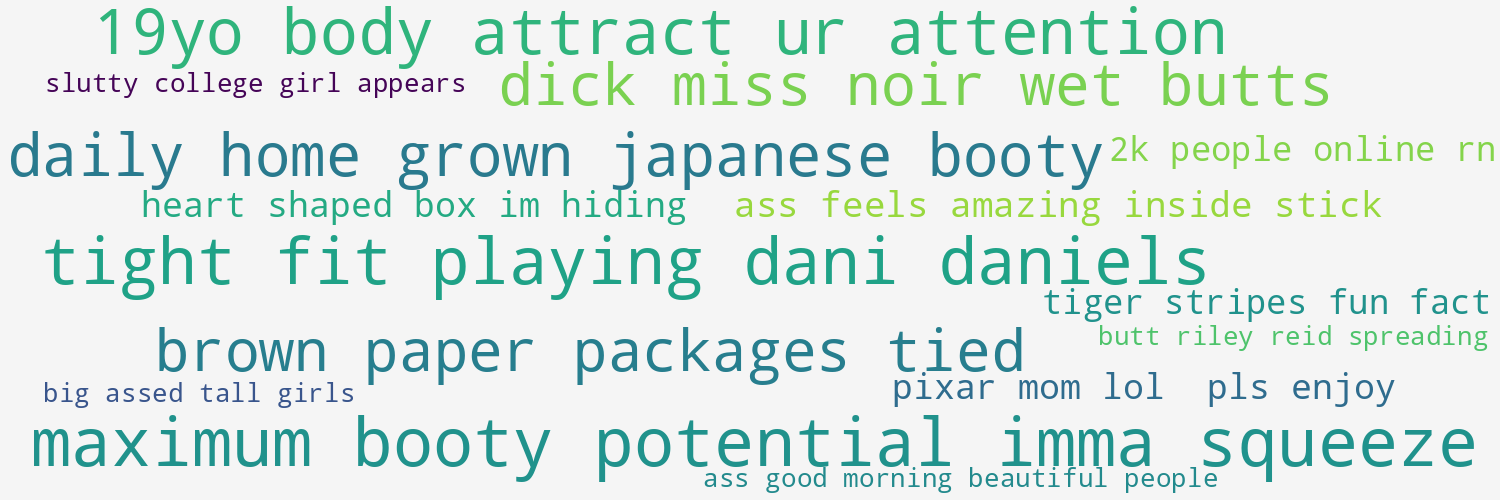 19yo body attract ur attention
slutty college girl appears
dick miss noir wet butts
daily home grown japanese booty
2k people online rn
heart shaped box im hiding
ass feels amazing inside stick
tight fit playing dani daniels
tiger stripes fun fact
brown paper packages tied
butt riley reid spreading
big assed tall girls
pixar mom lol
pls enjoy
maximum booty potential imma squeeze
ass good morning beautiful people